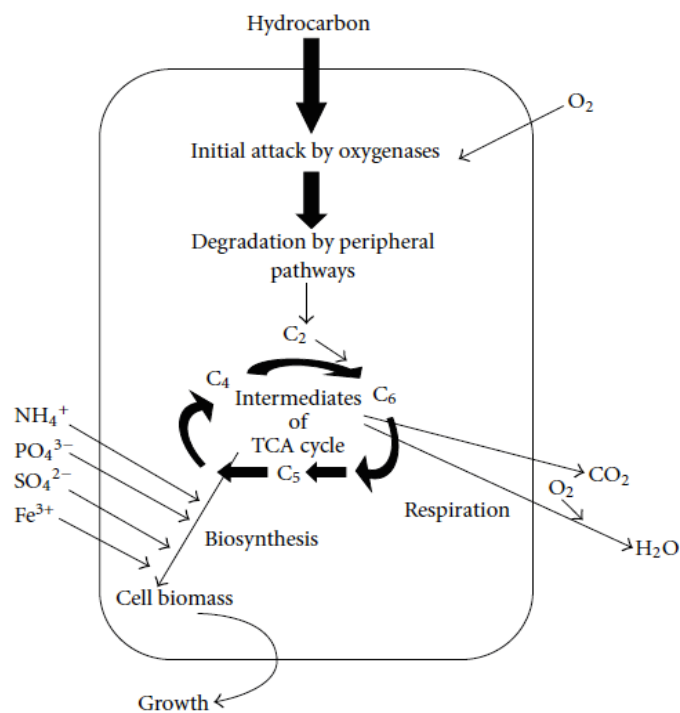 Hydrocarbon
O₂
Initial attack by oxygenases
Degradation by peripheral
pathways
C₂
C₄
C₆
Intermediates
of
TCA cycle
C₅
NH₄⁺
PO₄³⁻
SO₄²⁻
Fe³⁺
CO₂
O₂
Respiration
H₂O
Biosynthesis
Cell biomass
Growth